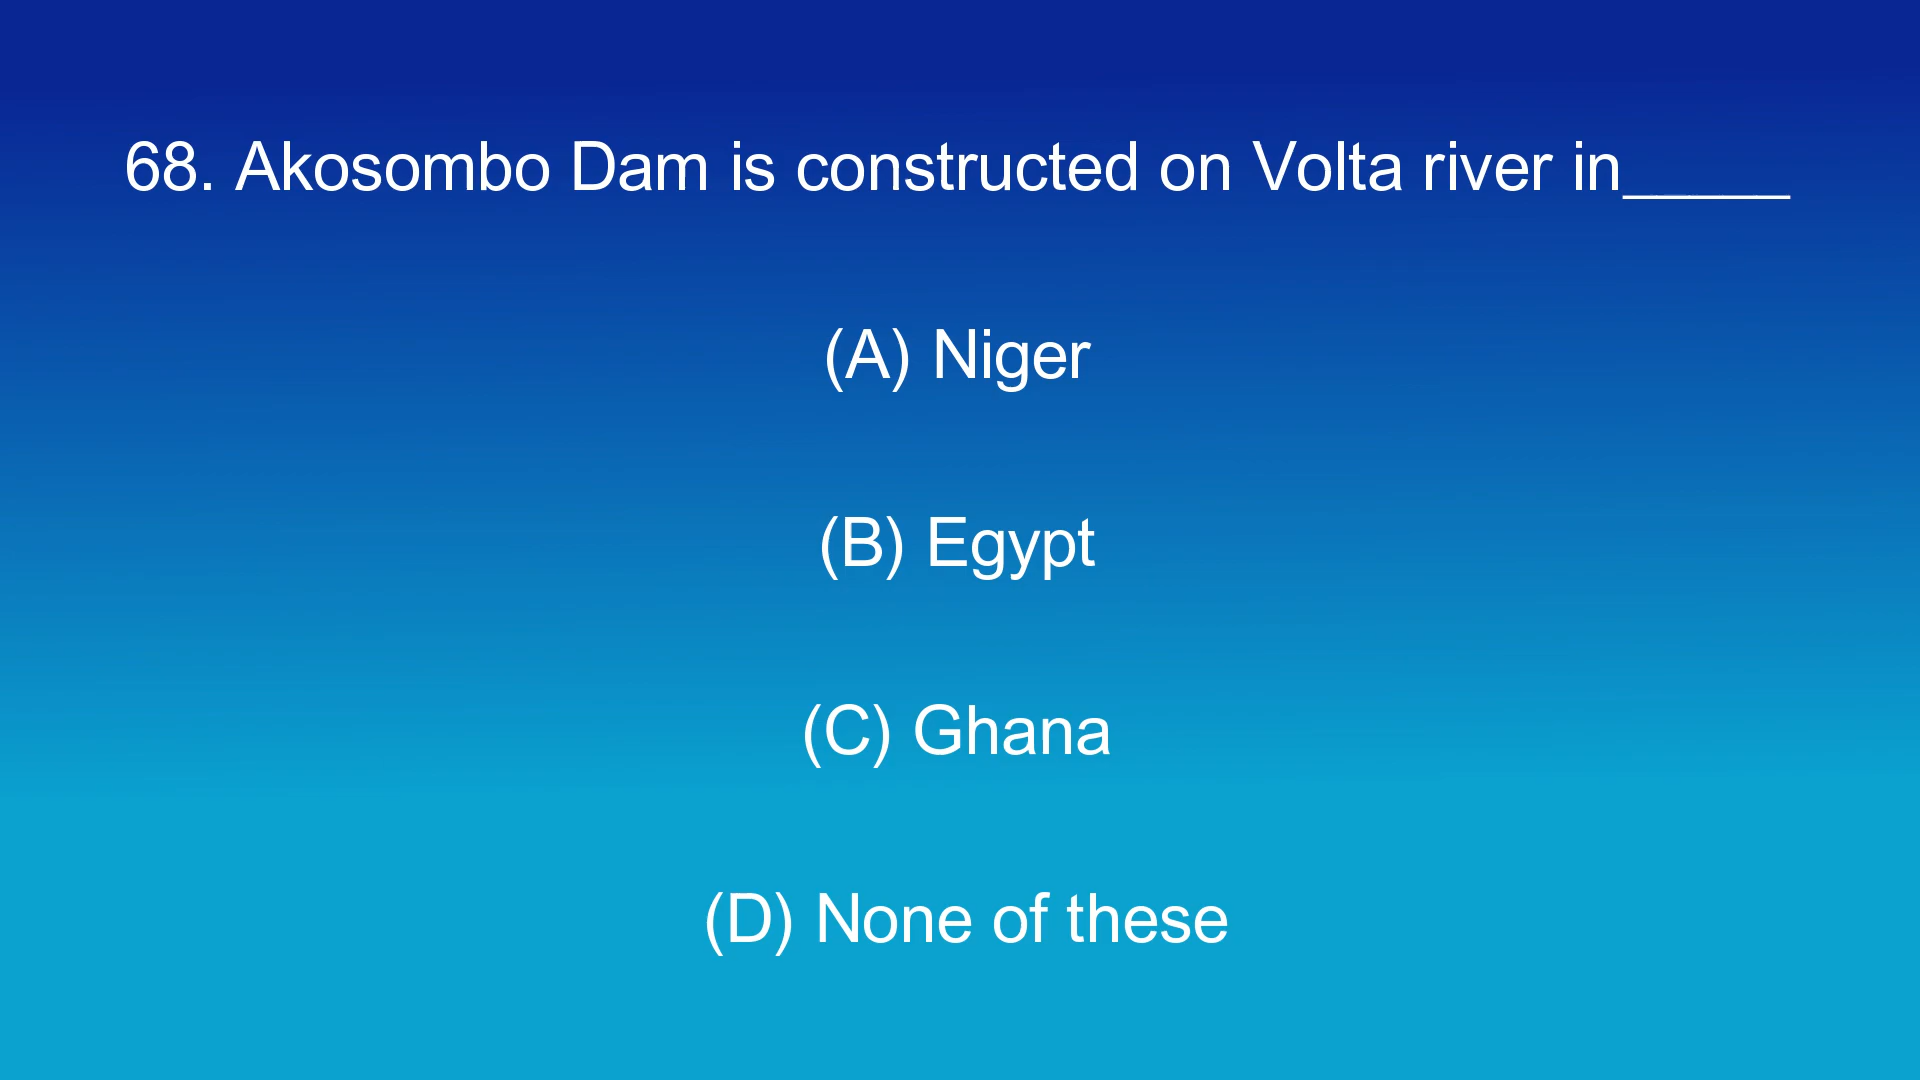 68. Akosombo Dam is constructed on Volta river in_____
(A) Niger
(B) Egypt
(C) Ghana
(D) None of these